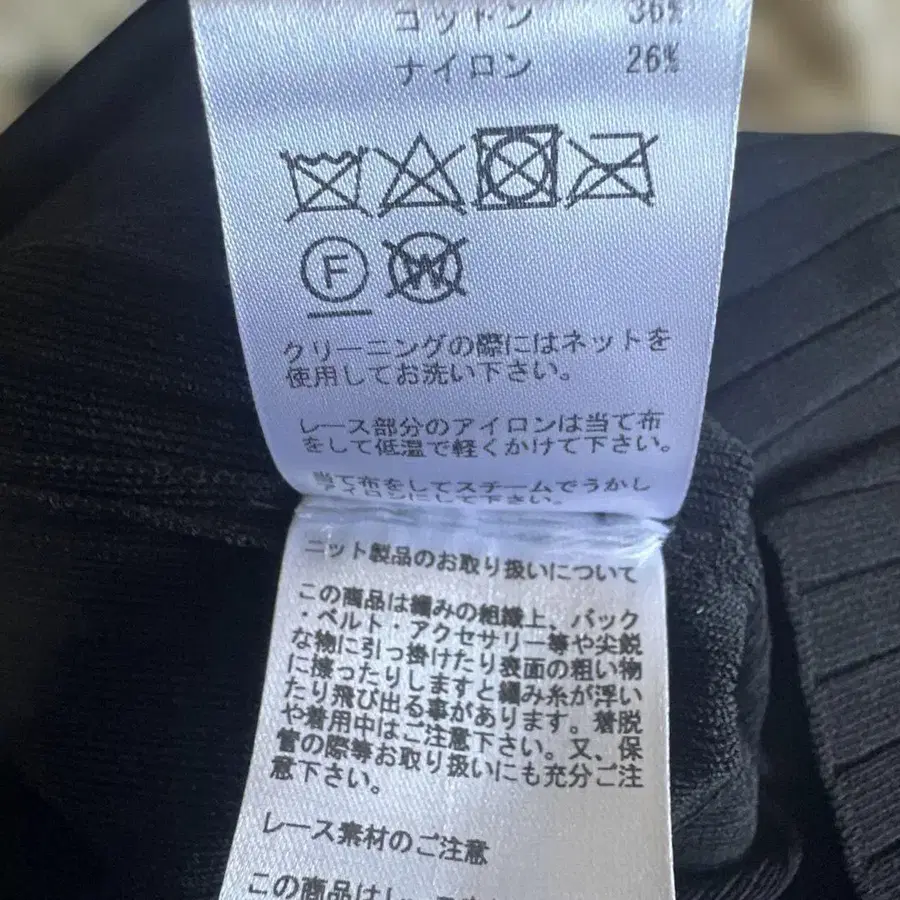 コットン 36%
ナイロン 26%
F
W
クリーニングの際にはネットを
使用してお洗い下さい。
レース部分のアイロンは当て布
をして低温で軽くかけて下さい。
当て布をしてスチームでうかし
アイロンにして下さい。
ニット製品のお取り扱いについて
この商品は編みの組織上、バック
・ベルト・アクセサリー等や尖鋭
な物に引っ掛けたり表面の粗い物
に擦ったりしますと編み糸が浮い
たり飛び出る事があります。着脱
や着用中はご注意下さい。又、保
管の際等お取り扱いにも充分ご注
意下さい。
レース素材のご注意
この商品は